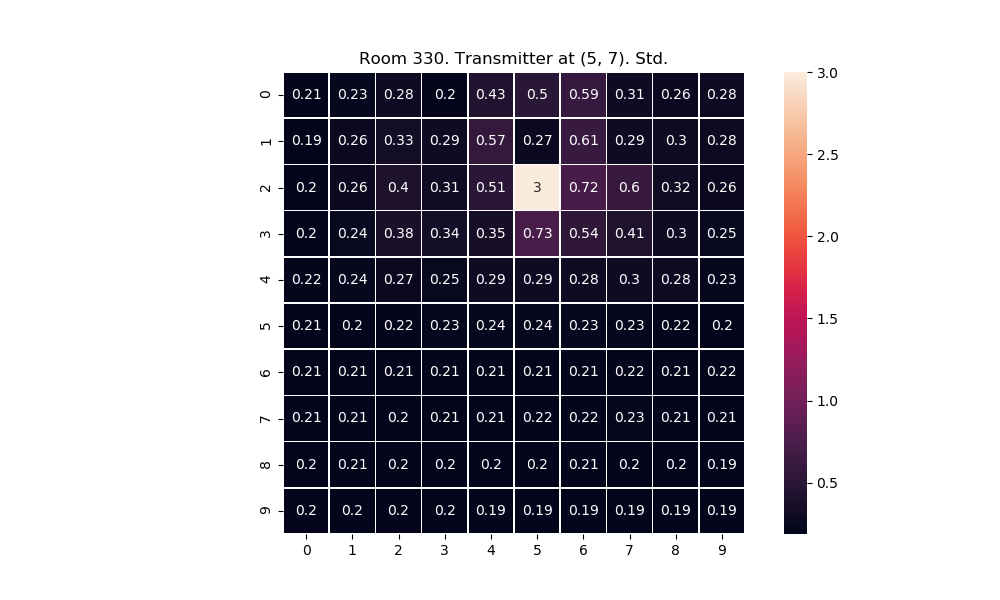 Room 330. Transmitter at (5, 7). Std.
0 0.21 0.23 0.28 0.2 0.43 0.5 0.59 0.31 0.26 0.28
1 0.19 0.26 0.33 0.29 0.57 0.27 0.61 0.29 0.3 0.28
2 0.2 0.26 0.4 0.31 0.51 3 0.72 0.6 0.32 0.26
3 0.2 0.24 0.38 0.34 0.35 0.73 0.54 0.41 0.3 0.25
4 0.22 0.24 0.27 0.25 0.29 0.29 0.28 0.3 0.28 0.23
5 0.21 0.2 0.22 0.23 0.24 0.24 0.23 0.23 0.22 0.2
6 0.21 0.21 0.21 0.21 0.21 0.21 0.21 0.22 0.21 0.22
7 0.21 0.21 0.2 0.21 0.21 0.22 0.22 0.23 0.21 0.21
8 0.2 0.21 0.2 0.2 0.2 0.2 0.21 0.2 0.2 0.19
9 0.2 0.2 0.2 0.2 0.19 0.19 0.19 0.19 0.19 0.19
0 1 2 3 4 5 6 7 8 9
3.0
2.5
2.0
1.5
1.0
0.5